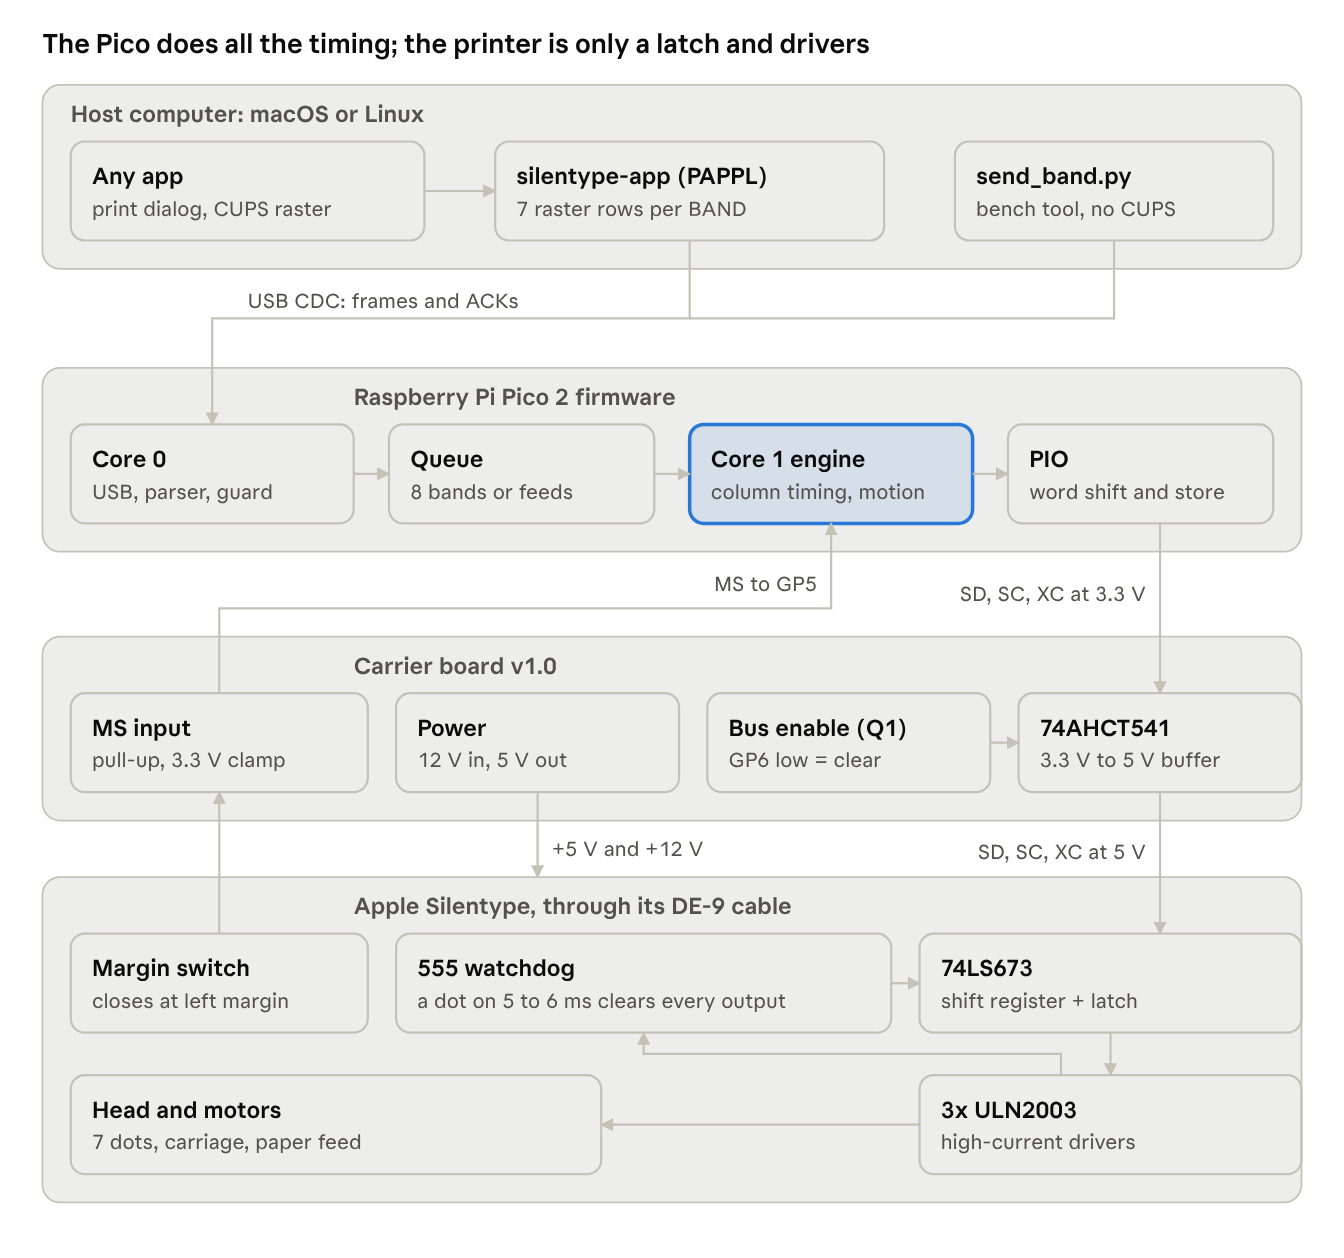 The Pico does all the timing; the printer is only a latch and drivers
Host computer: macOS or Linux
Any app
print dialog, CUPS raster
silentype-app (PAPPL)
7 raster rows per BAND
send_band.py
bench tool, no CUPS
USB CDC: frames and ACKs
Raspberry Pi Pico 2 firmware
Core 0
USB, parser, guard
Queue
8 bands or feeds
Core 1 engine
column timing, motion
PIO
word shift and store
MS to GP5
SD, SC, XC at 3.3 V
Carrier board v1.0
MS input
pull-up, 3.3 V clamp
Power
12 V in, 5 V out
Bus enable (Q1)
GP6 low = clear
74AHCT541
3.3 V to 5 V buffer
+5 V and +12 V
SD, SC, XC at 5 V
Apple Silentype, through its DE-9 cable
Margin switch
closes at left margin
555 watchdog
a dot on 5 to 6 ms clears every output
74LS673
shift register + latch
Head and motors
7 dots, carriage, paper feed
3x ULN2003
high-current drivers